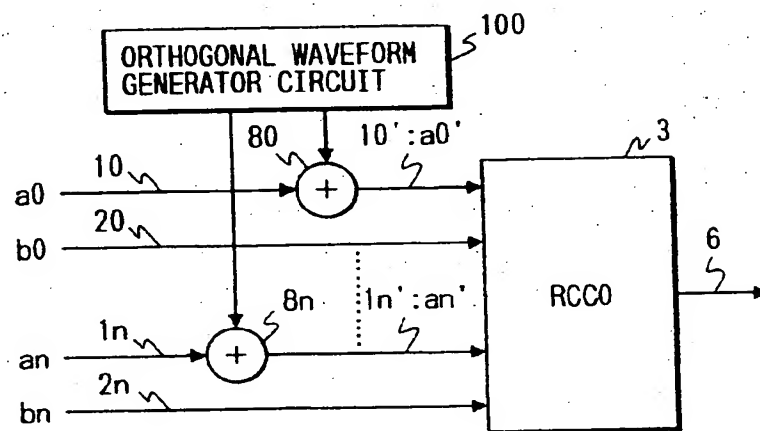 100
ORTHOGONAL WAVEFORM
GENERATOR CIRCUIT
80
10':a0'
3
10
a0
+
20
b0
6
RCCO
8n
1n':an'
1n
an
+
2n
bn